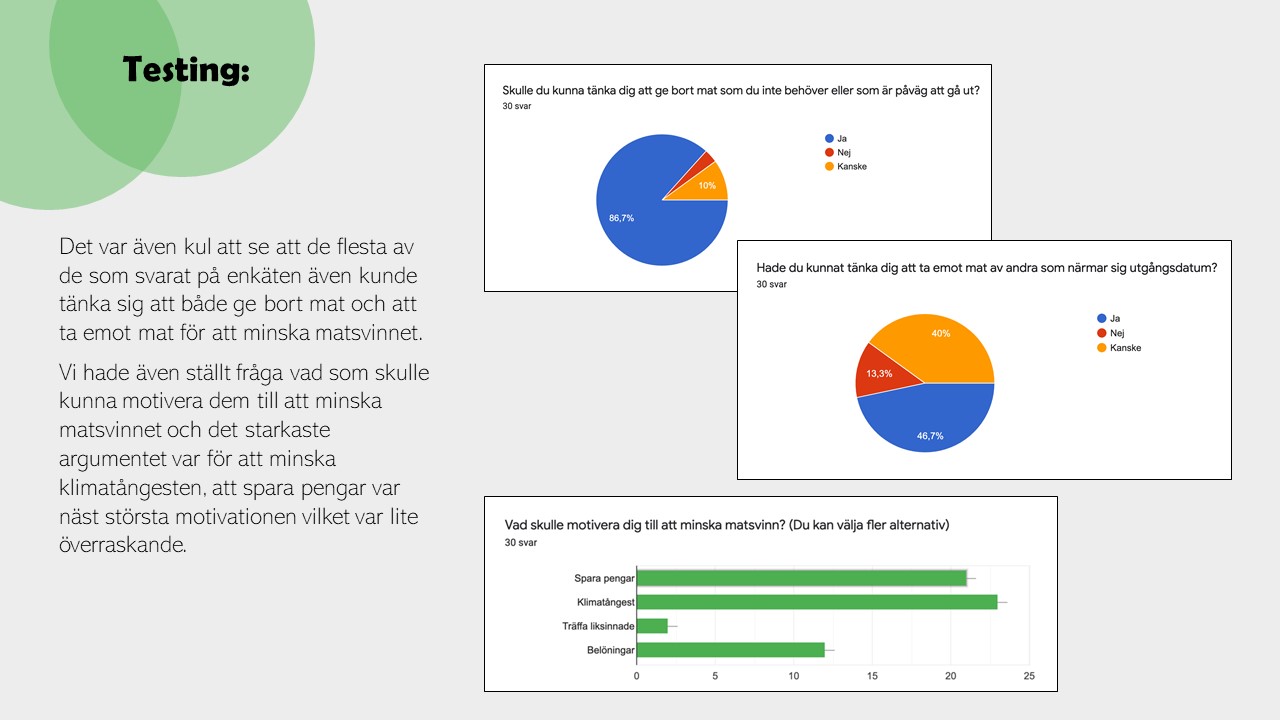 Testing:
Det var även kul att se att de flesta av
de som svarat på enkäten även kunde
tänka sig att både ge bort mat och att
ta emot mat för att minska matsvinnet.
Vi hade även ställt fråga vad som skulle
kunna motivera dem till att minska
matsvinnet och det starkaste
argumentet var för att minska
klimatångesten, att spara pengar var
näst största motivationen vilket var lite
överraskande.
Skulle du kunna tänka dig att ge bort mat som du inte behöver eller som är påväg att gå ut?
30 svar
Ja
Nej
Kanske
10%
86,7%
Hade du kunnat tänka dig att ta emot mat av andra som närmar sig utgångsdatum?
30 svar
Ja
Nej
Kanske
40%
13,3%
46,7%
Vad skulle motivera dig till att minska matsvinn? (Du kan välja fler alternativ)
30 svar
Spara pengar
Klimatångest
Träffa liksinnade
Belöningar
0 5 10 15 20 25